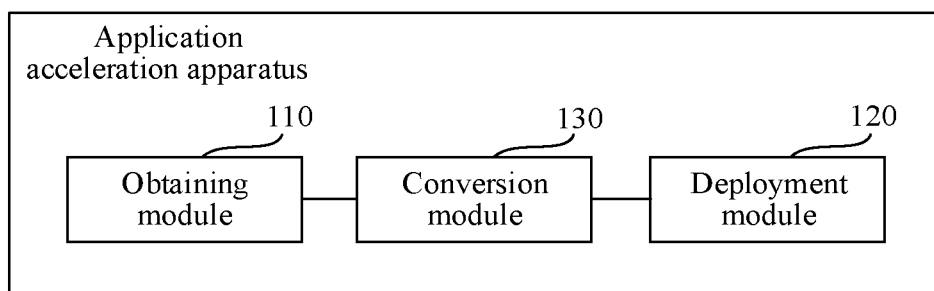 Application
acceleration apparatus
110
130
120
Obtaining
module
Conversion
module
Deployment
module